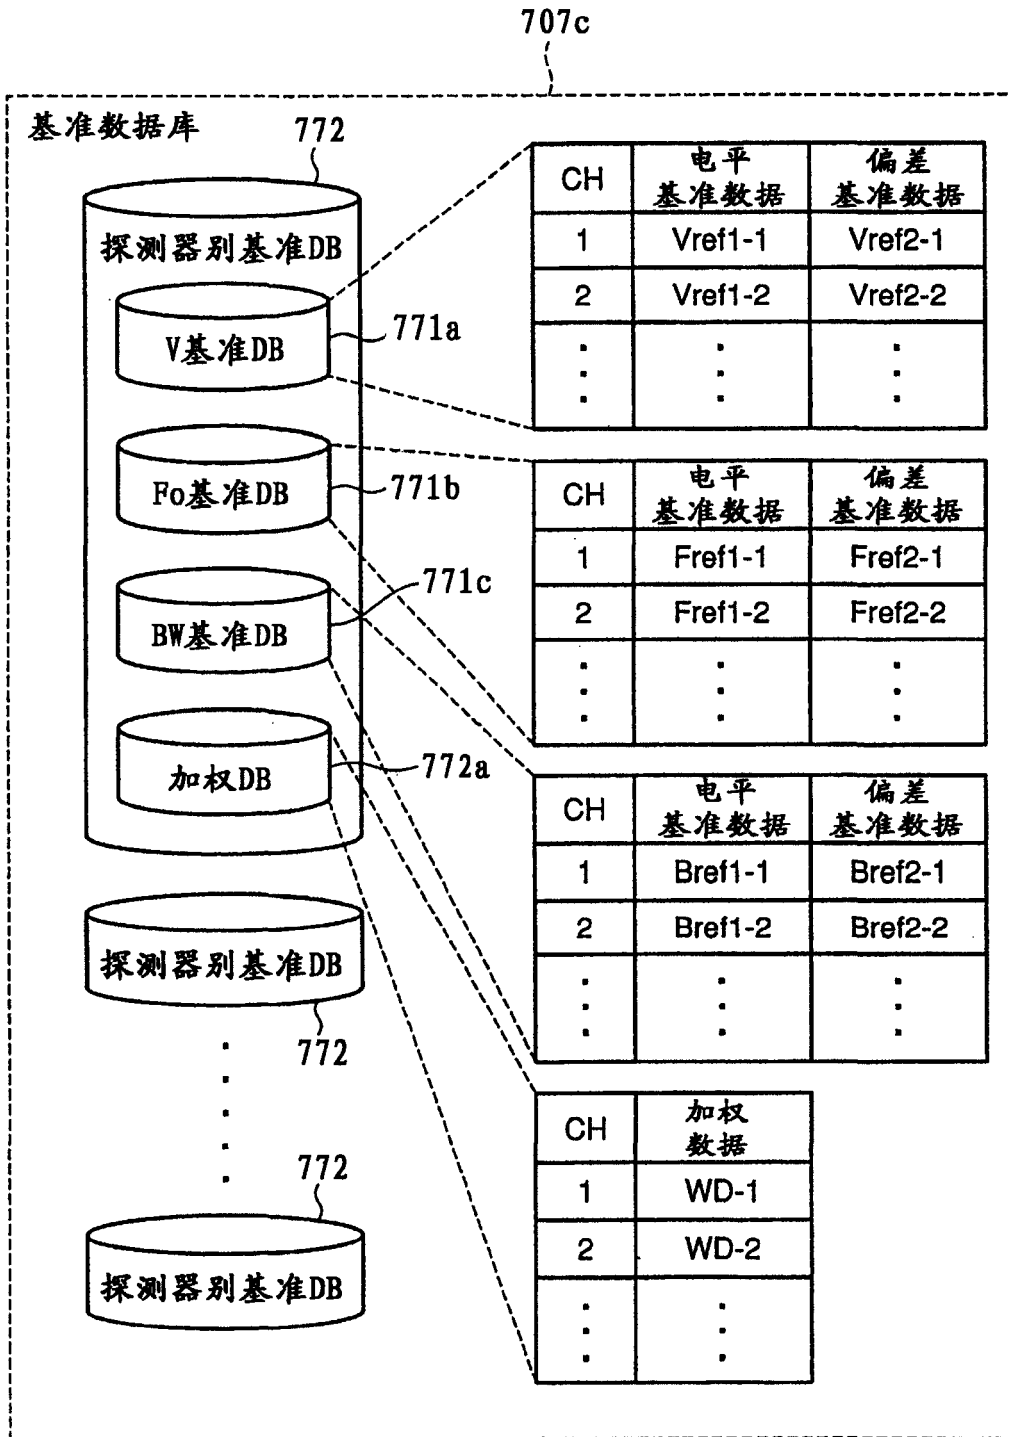 707c
基准数据库
772
探测器别基准DB
V基准DB
771a
Fo基准DB
771b
BW基准DB
771c
加权DB
772a
探测器别基准DB
772
772
探测器别基准DB
CH 电平基准数据 偏差基准数据
1 Vref1-1 Vref2-1
2 Vref1-2 Vref2-2
CH 电平基准数据 偏差基准数据
1 Fref1-1 Fref2-1
2 Fref1-2 Fref2-2
CH 电平基准数据 偏差基准数据
1 Bref1-1 Bref2-1
2 Bref1-2 Bref2-2
CH 加权数据
1 WD-1
2 WD-2